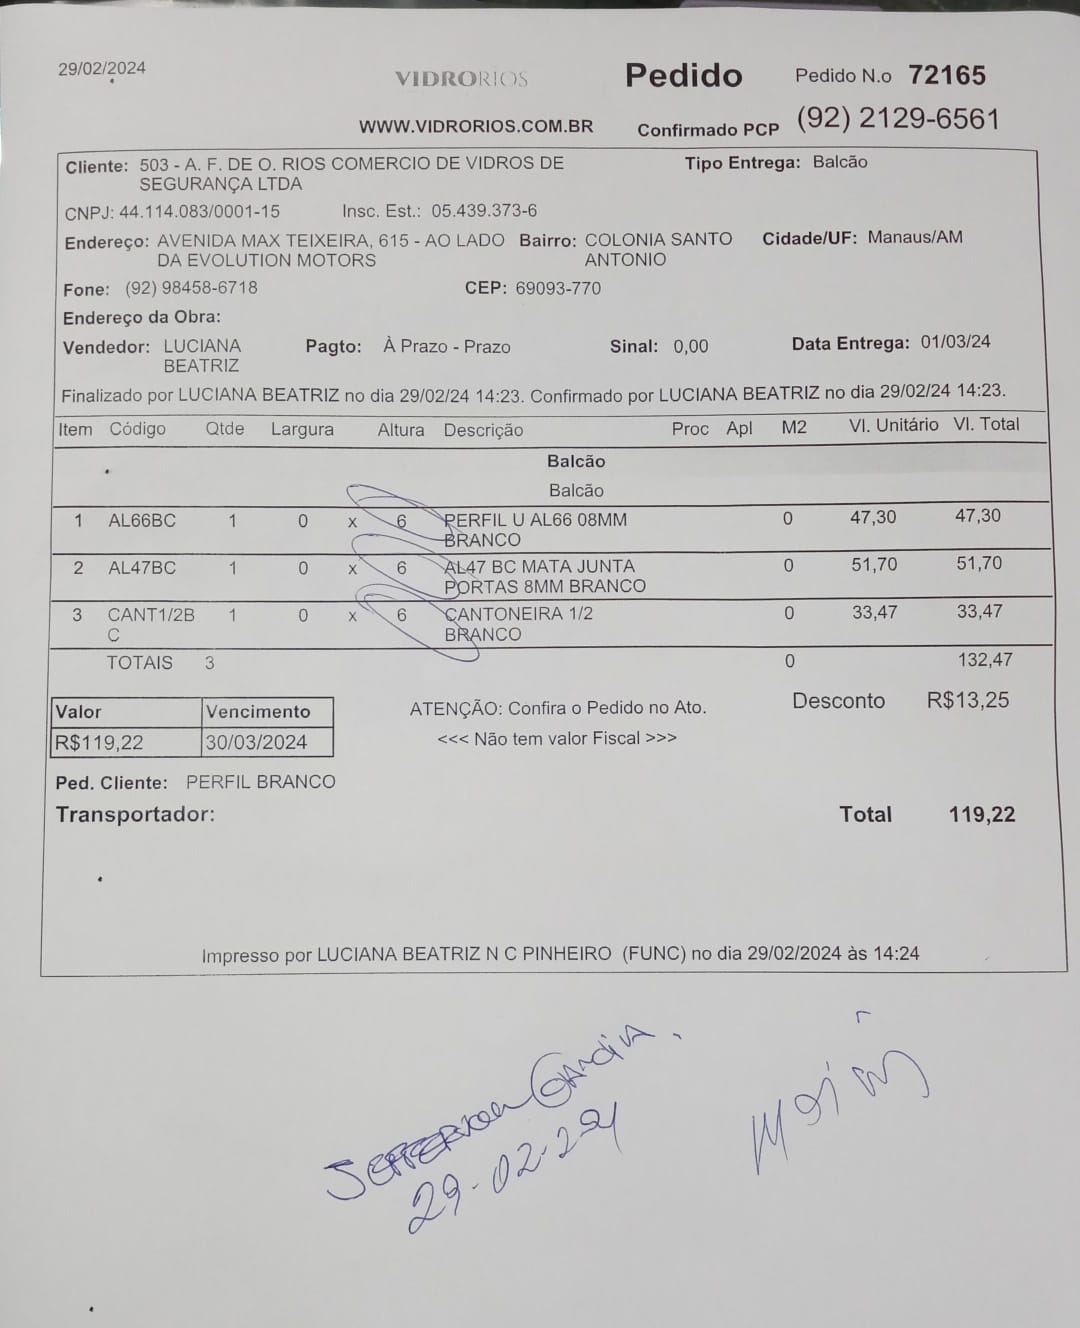 29/02/2024
VIDRORIOS
Pedido
Pedido N.o 72165
WWW.VIDRORIOS.COM.BR
Confirmado PCP (92) 2129-6561
Cliente: 503 - A. F. DE O. RIOS COMERCIO DE VIDROS DE Tipo Entrega: Balcão
SEGURANÇA LTDA
CNPJ: 44.114.083/0001-15 Insc. Est.: 05.439.373-6
Endereço: AVENIDA MAX TEIXEIRA, 615 - AO LADO Bairro: COLONIA SANTO Cidade/UF: Manaus/AM
DA EVOLUTION MOTORS ANTONIO
Fone: (92) 98458-6718 CEP: 69093-770
Endereço da Obra:
Vendedor: LUCIANA Pagto: À Prazo - Prazo Sinal: 0,00 Data Entrega: 01/03/24
BEATRIZ
Finalizado por LUCIANA BEATRIZ no dia 29/02/24 14:23. Confirmado por LUCIANA BEATRIZ no dia 29/02/24 14:23.
Item Código Qtde Largura Altura Descrição Proc Apl M2 Vl. Unitário Vl. Total
Balcão
Balcão
1 AL66BC 1 0 x 6 PERFIL U AL66 08MM 0 47,30 47,30
BRANCO
2 AL47BC 1 0 x 6 AL47 BC MATA JUNTA 0 51,70 51,70
PORTAS 8MM BRANCO
3 CANT1/2B 1 0 x 6 CANTONEIRA 1/2 0 33,47 33,47
C BRANCO
TOTAIS 3 0 132,47
Valor Vencimento ATENÇÃO: Confira o Pedido no Ato. Desconto R$13,25
R$119,22 30/03/2024 <<< Não tem valor Fiscal >>>
Ped. Cliente: PERFIL BRANCO
Transportador: Total 119,22
Impresso por LUCIANA BEATRIZ N C PINHEIRO (FUNC) no dia 29/02/2024 às 14:24
29-02-24